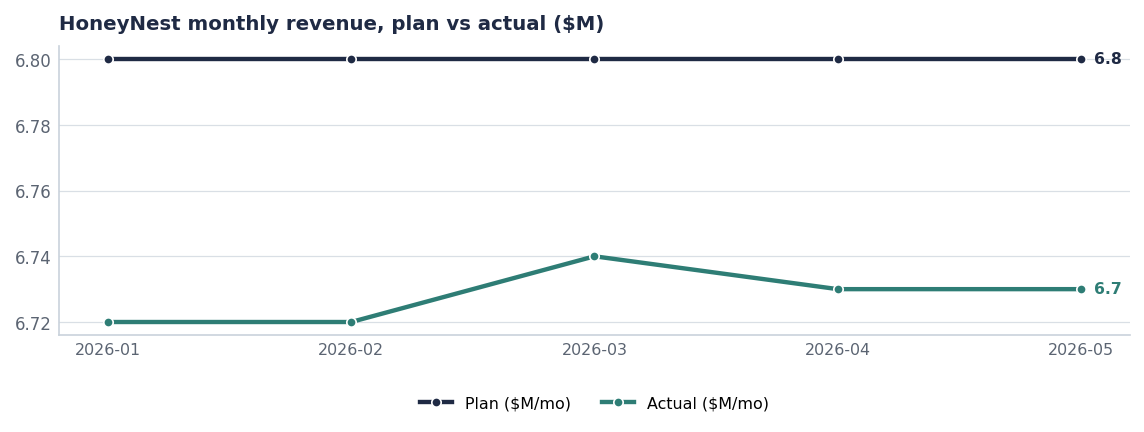 HoneyNest monthly revenue, plan vs actual ($M)
6.80
6.78
6.76
6.74
6.72
6.8
6.7
2026-01 2026-02 2026-03 2026-04 2026-05
Plan ($M/mo) Actual ($M/mo)